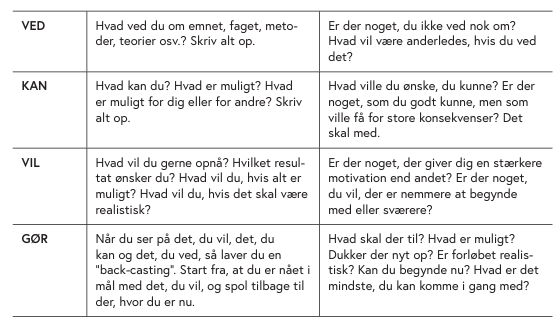 VED
Hvad ved du om emnet, faget, meto-
der, teorier osv.? Skriv alt op.
Er der noget, du ikke ved nok om?
Hvad vil være anderledes, hvis du ved
det?
KAN
Hvad kan du? Hvad er muligt? Hvad
er muligt for dig eller for andre? Skriv
alt op.
Hvad ville du ønske, du kunne? Er der
noget, som du godt kunne, men som
ville få for store konsekvenser? Det
skal med.
VIL
Hvad vil du gerne opnå? Hvilket resul-
tat ønsker du? Hvad vil du, hvis alt er
muligt? Hvad vil du, hvis det skal være
realistisk?
Er der noget, der giver dig en stærkere
motivation end andet? Er der noget,
du vil, der er nemmere at begynde
med eller sværere?
GØR
Når du ser på det, du vil, det, du
kan og det, du ved, så laver du en
"back-casting". Start fra, at du er nået i
mål med det, du vil, og spol tilbage til
der, hvor du er nu.
Hvad skal der til? Hvad er muligt?
Dukker der nyt op? Er forløbet realis-
tisk? Kan du begynde nu? Hvad er det
mindste, du kan komme i gang med?